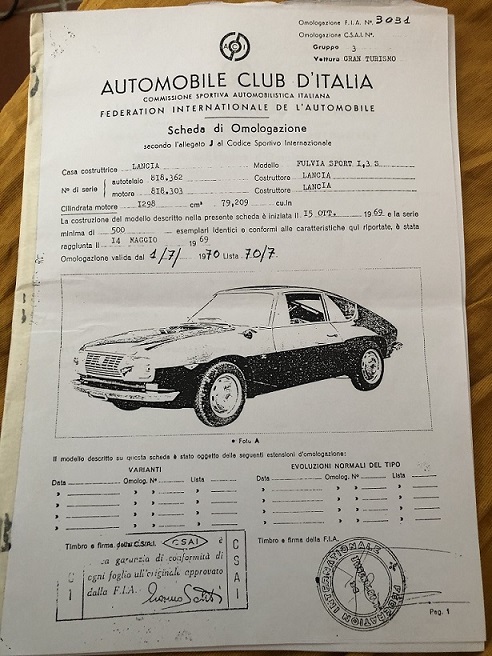 Omologazione F.I.A. N° 3031
Omologazione C.S.A.I. N°
Gruppo 3
Vettura GRAN TURISMO
ACI
AUTOMOBILE CLUB D'ITALIA
COMMISSIONE SPORTIVA AUTOMOBILISTICA ITALIANA
FEDERATION INTERNATIONALE DE L'AUTOMOBILE
Scheda di Omologazione
secondo l'allegato J al Codice Sportivo Internazionale
Casa costruttrice LANCIA Modello FULVIA SPORT 1,3 S
N° di serie autotelaio 818.362 Costruttore LANCIA
motore 818.303 Costruttore LANCIA
Cilindrata motore 1298 cm³ 79,209 cu.in
La costruzione del modello descritto nella presente scheda è iniziata il 15 OTT. 1969 e la serie
minima di 500 esemplari identici e conformi alle caratteristiche qui riportate, è stata
raggiunta il 14 MAGGIO 1969
Omologazione valida dal 1/7/ 1970 Lista 70/7
Foto A
Il modello descritto su questa scheda è stato oggetto delle seguenti estensioni d'omologazione:
VARIANTI EVOLUZIONI NORMALI DEL TIPO
Data Omolog. N° Lista Data Omolog. N° Lista
Timbro e firma della C.S.A.I. Timbro e firma della F.I.A.
CSAI è
garanzia di conformità di
ogni foglio all'originale approvato
dalla F.I.A.
CSAI
FEDERATION INTERNATIONALE
Pag. 1